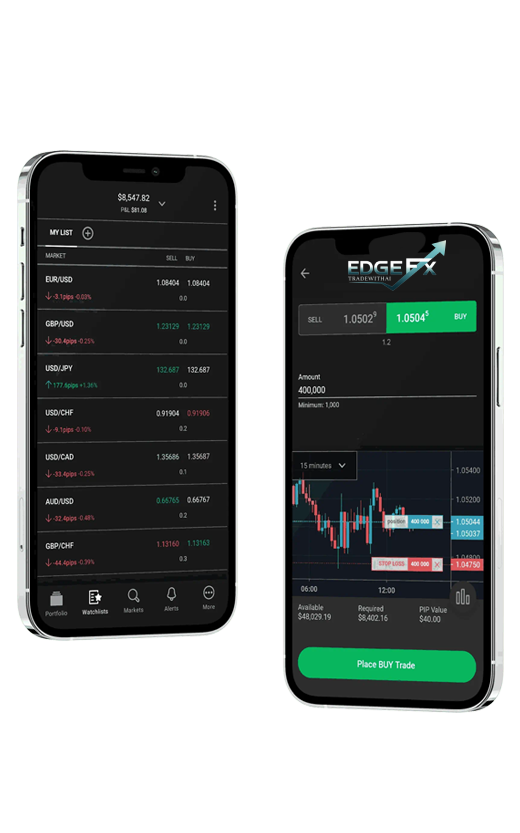 $8,547.82
P&L $81.08
MY LIST
MARKET SELL BUY
EUR/USD 1.08404 1.08404
-3.1pips -0.03% 0.0
GBP/USD 1.23129 1.23129
-30.4pips -0.25% 0.0
USD/JPY 132.687 132.687
177.6pips +1.36% 0.0
USD/CHF 0.91904 0.91906
-9.1pips -0.10% 0.2
USD/CAD 1.35686 1.35687
-33.4pips -0.25% 0.1
AUD/USD 0.66765 0.66767
-32.4pips -0.48% 0.2
GBP/CHF 1.13160 1.13163
-44.4pips -0.39% 0.3
Portfolio Watchlists Markets Alerts More
EDGE FX
TRADEWITHAI
SELL 1.0502⁹ 1.0504⁵ BUY
1.2
Amount
400,000
Minimum: 1,000
15 minutes
1.05400
1.05200
position 400 000 1.05044
1.05037
1.04800
STOP LOSS 400 000 1.04750
06:00 12:00
Available Required PIP Value
$48,029.19 $8,402.16 $40.00
Place BUY Trade